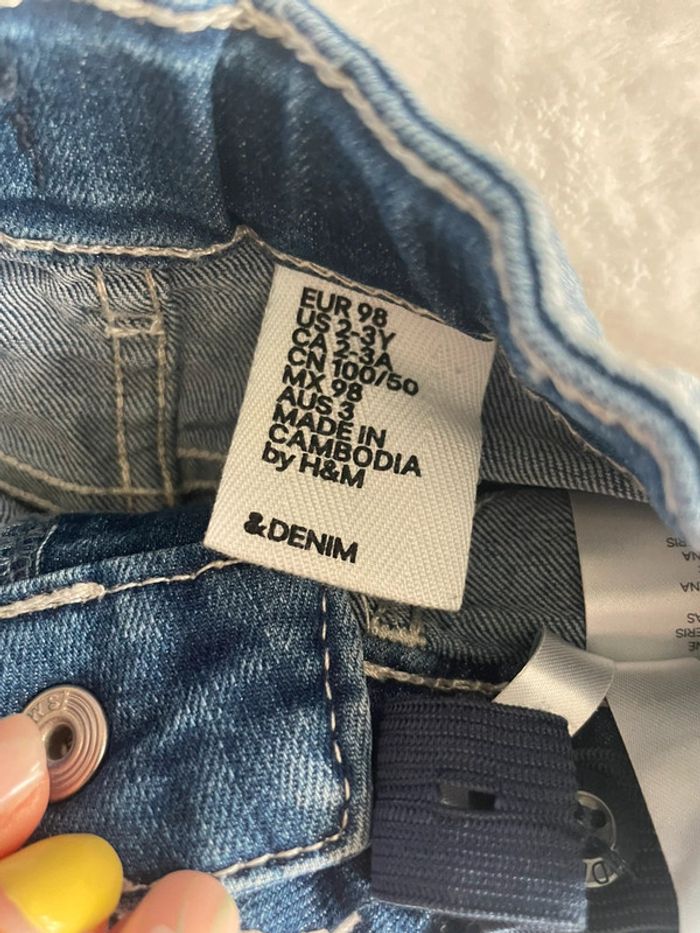 EUR 98
US 2-3Y
CA 2-3A
CN 100/50
MX 98
AUS 3
MADE IN
CAMBODIA
by H&M
&DENIM